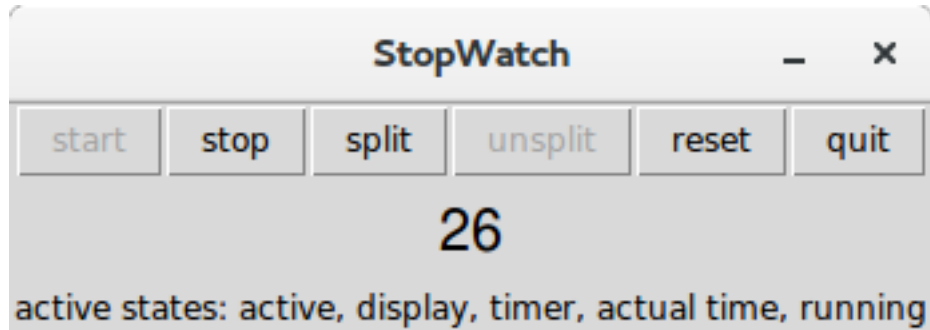 StopWatch
start stop split unsplit reset quit
26
active states: active, display, timer, actual time, running